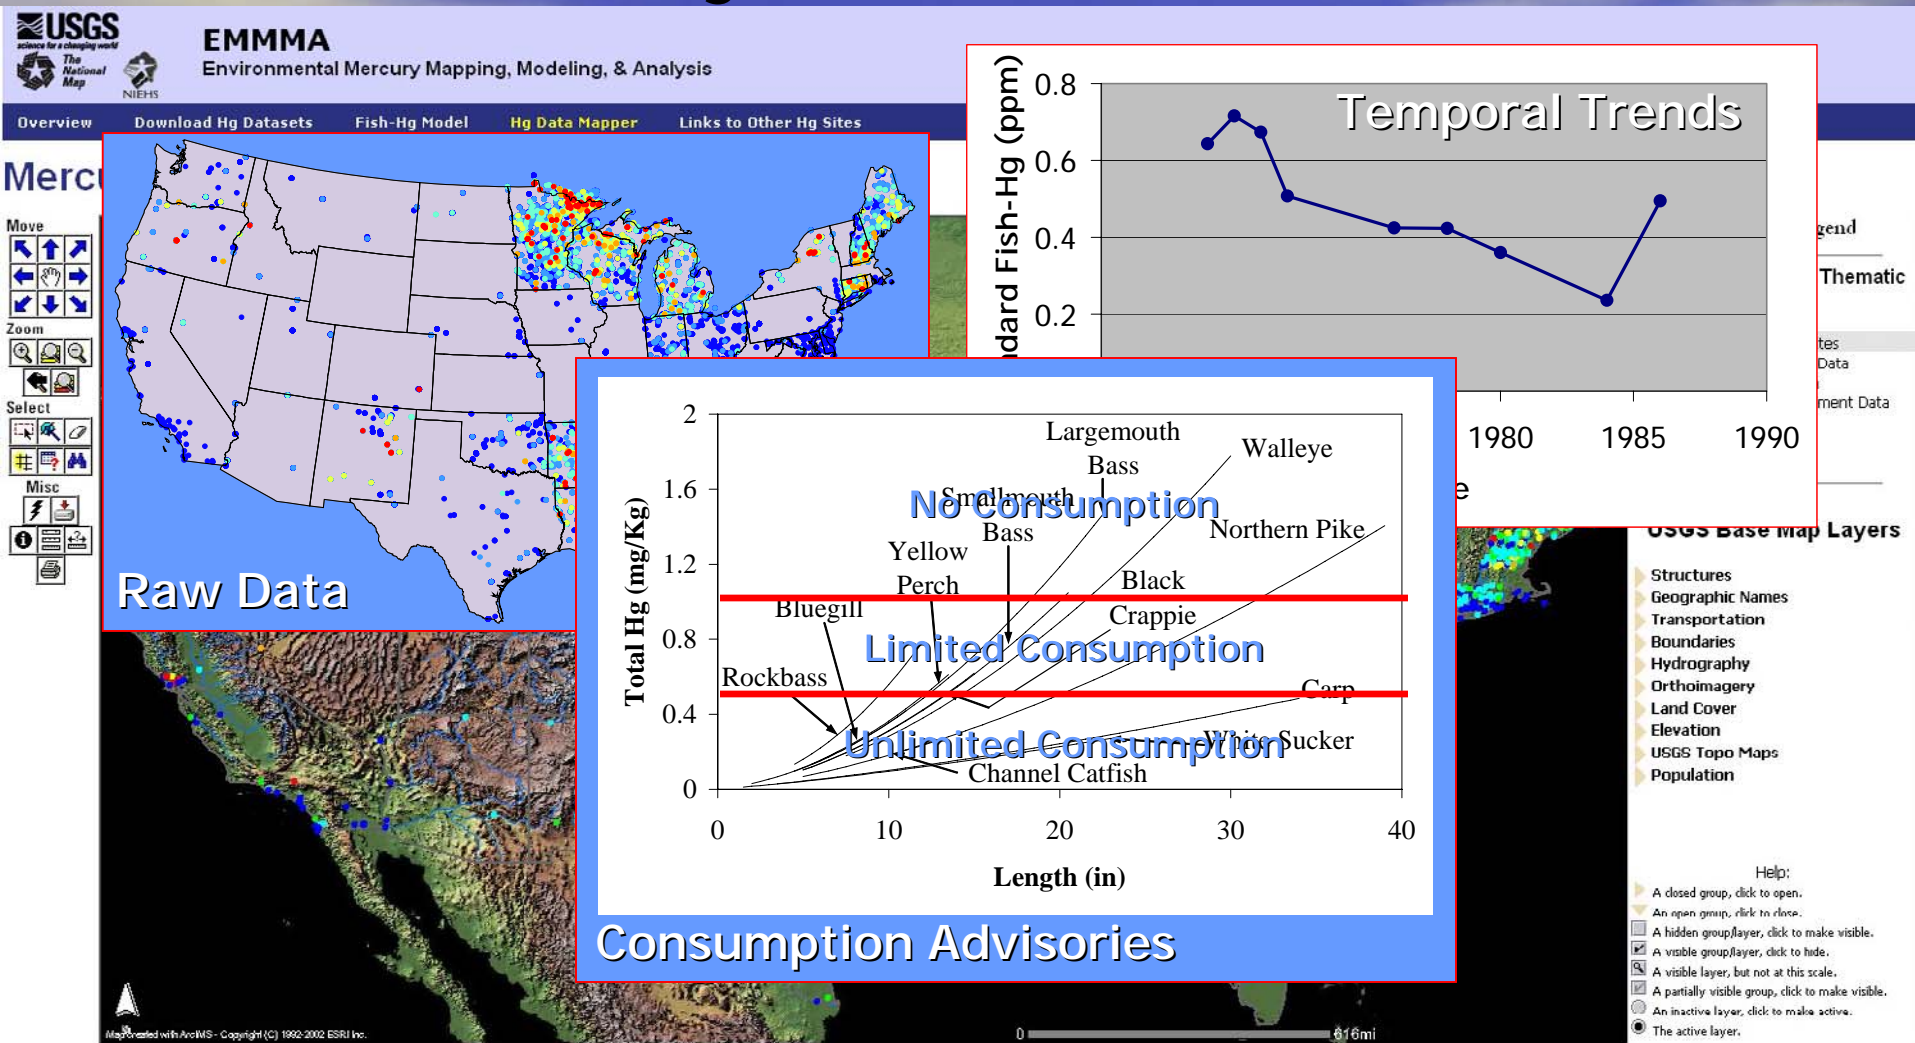 USGS
science for a changing world
The
National
Map
NIEHS
EMMMA
Environmental Mercury Mapping, Modeling, & Analysis
Overview
Download Hg Datasets
Fish-Hg Model
Hg Data Mapper
Links to Other Hg Sites
Move
Zoom
Select
Misc
Raw Data
Temporal Trends
Fish-Hg (ppm)
0.8
0.6
0.4
0.2
1980
1985
1990
Thematic
Data
Data
USGS Base Map Layers
Structures
Geographic Names
Transportation
Boundaries
Hydrography
Orthoimagery
Land Cover
Elevation
USGS Topo Maps
Population
Help:
A closed group, click to open.
An open group, click to close.
A hidden group/layer, click to make visible.
A visible group/layer, click to hide.
A visible layer, but not at this scale.
A partially visible group, click to make visible.
An inactive layer, click to make active.
The active layer.
Total Hg (mg/Kg)
2
1.6
1.2
0.8
0.4
0
0
10
20
30
40
Length (in)
Largemouth
Bass
Walleye
Smallmouth
Bass
No Consumption
Northern Pike
Yellow
Perch
Black
Crappie
Bluegill
Limited Consumption
Rockbass
Carp
Unlimited Consumption
White Sucker
Channel Catfish
Consumption Advisories
Map created with ArcIMS - Copyright (C) 1992-2002 ESRI Inc.
0
616mi